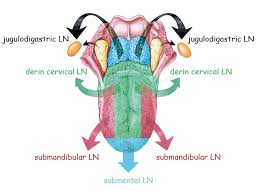 jugulodigastric LN
jugulodigastric LN
derin cervical LN
derin cervical LN
submandibular LN
submandibular LN
submental LN